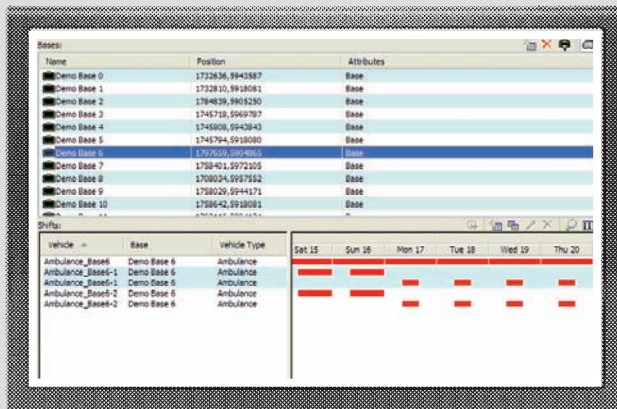 Bases:
Name Position Attributes
Demo Base 0 1732636,5943587 Base
Demo Base 1 1732810,5918081 Base
Demo Base 2 1784839,5905250 Base
Demo Base 3 1745718,5969787 Base
Demo Base 4 1745808,5943843 Base
Demo Base 5 1745794,5918080 Base
Demo Base 6 1797659,5904865 Base
Demo Base 7 1758401,5972105 Base
Demo Base 8 1708024,5957552 Base
Demo Base 9 1758029,5944171 Base
Demo Base 10 1758642,5918081 Base
Shifts:
Vehicle Base Vehicle Type Sat 15 Sun 16 Mon 17 Tue 18 Wed 19 Thu 20
Ambulance_Base6 Demo Base 6 Ambulance
Ambulance_Base6-1 Demo Base 6 Ambulance
Ambulance_Base6-1 Demo Base 6 Ambulance
Ambulance_Base6-2 Demo Base 6 Ambulance
Ambulance_Base6-2 Demo Base 6 Ambulance